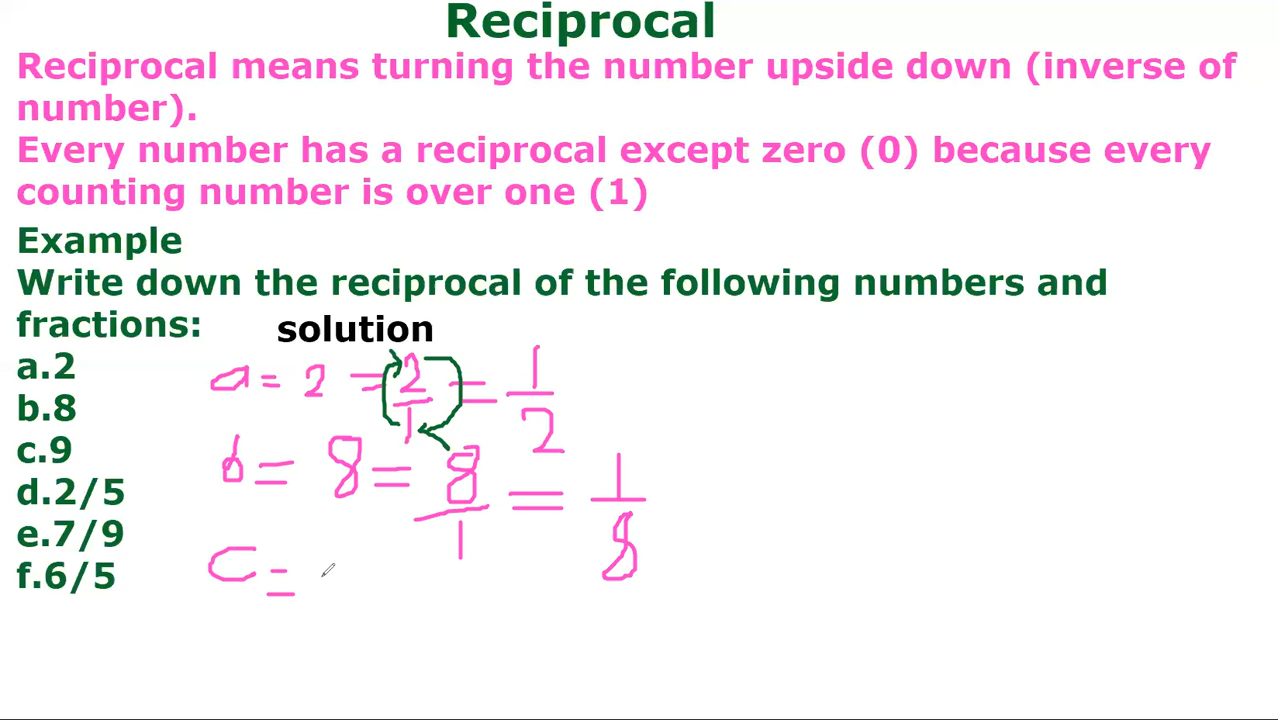 Reciprocal
Reciprocal means turning the number upside down (inverse of
number).
Every number has a reciprocal except zero (0) because every
counting number is over one (1)
Example
Write down the reciprocal of the following numbers and
fractions:
solution
a.2
b.8
c.9
d.2/5
e.7/9
f.6/5
a = 2 = 2/1 = 1/2
b = 8 = 8/1 = 1/8
C =